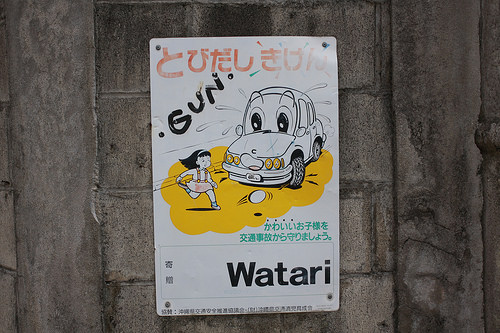 とびだし きけん
GUN
かわいいお子様を
交通事故から守りましょう。
寄贈
Watari